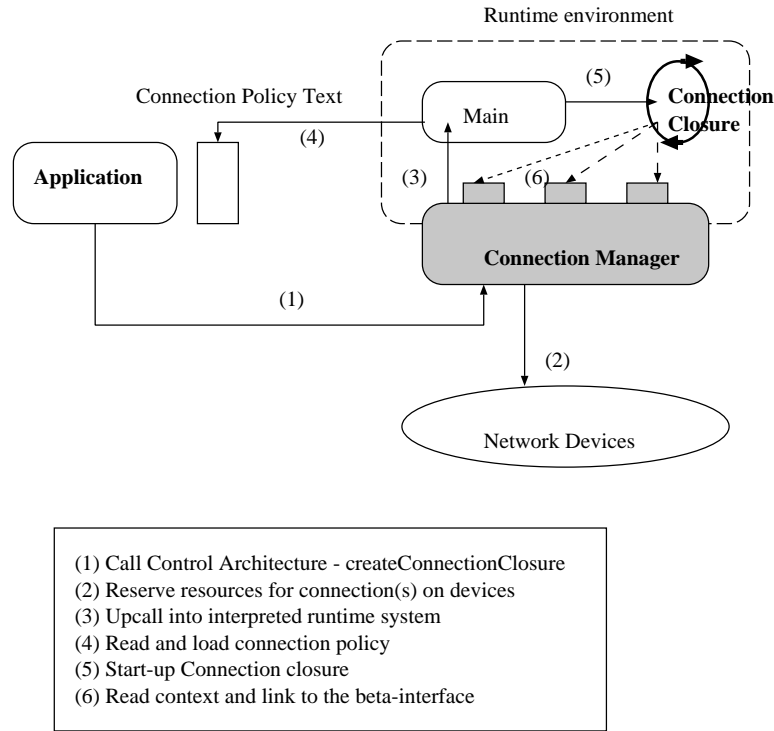 Runtime environment
(5)
Connection Policy Text
Main
Connection
Closure
(4)
Application
(3)
(6)
Connection Manager
(1)
(2)
Network Devices
(1) Call Control Architecture - createConnectionClosure
(2) Reserve resources for connection(s) on devices
(3) Upcall into interpreted runtime system
(4) Read and load connection policy
(5) Start-up Connection closure
(6) Read context and link to the beta-interface